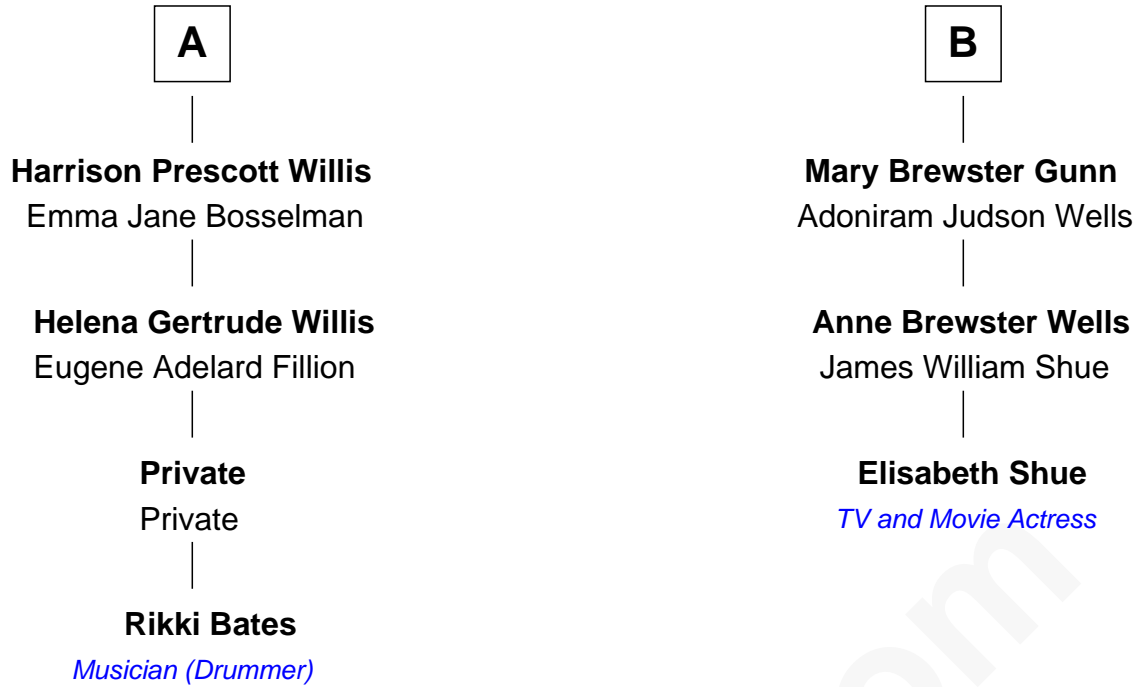 A
Harrison Prescott Willis
Emma Jane Bosselman
Helena Gertrude Willis
Eugene Adelard Fillion
Private
Private
Rikki Bates
Musician (Drummer)
B
Mary Brewster Gunn
Adoniram Judson Wells
Anne Brewster Wells
James William Shue
Elisabeth Shue
TV and Movie Actress
om